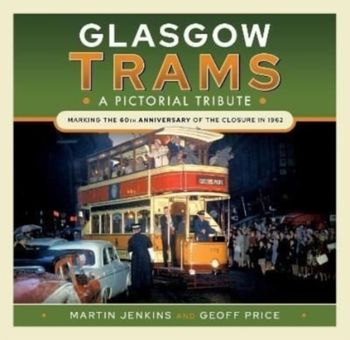 GLASGOW
TRAMS
• A PICTORIAL TRIBUTE •
MARKING THE 60TH ANNIVERSARY OF THE CLOSURE IN 1962
MARTIN JENKINS AND GEOFF PRICE